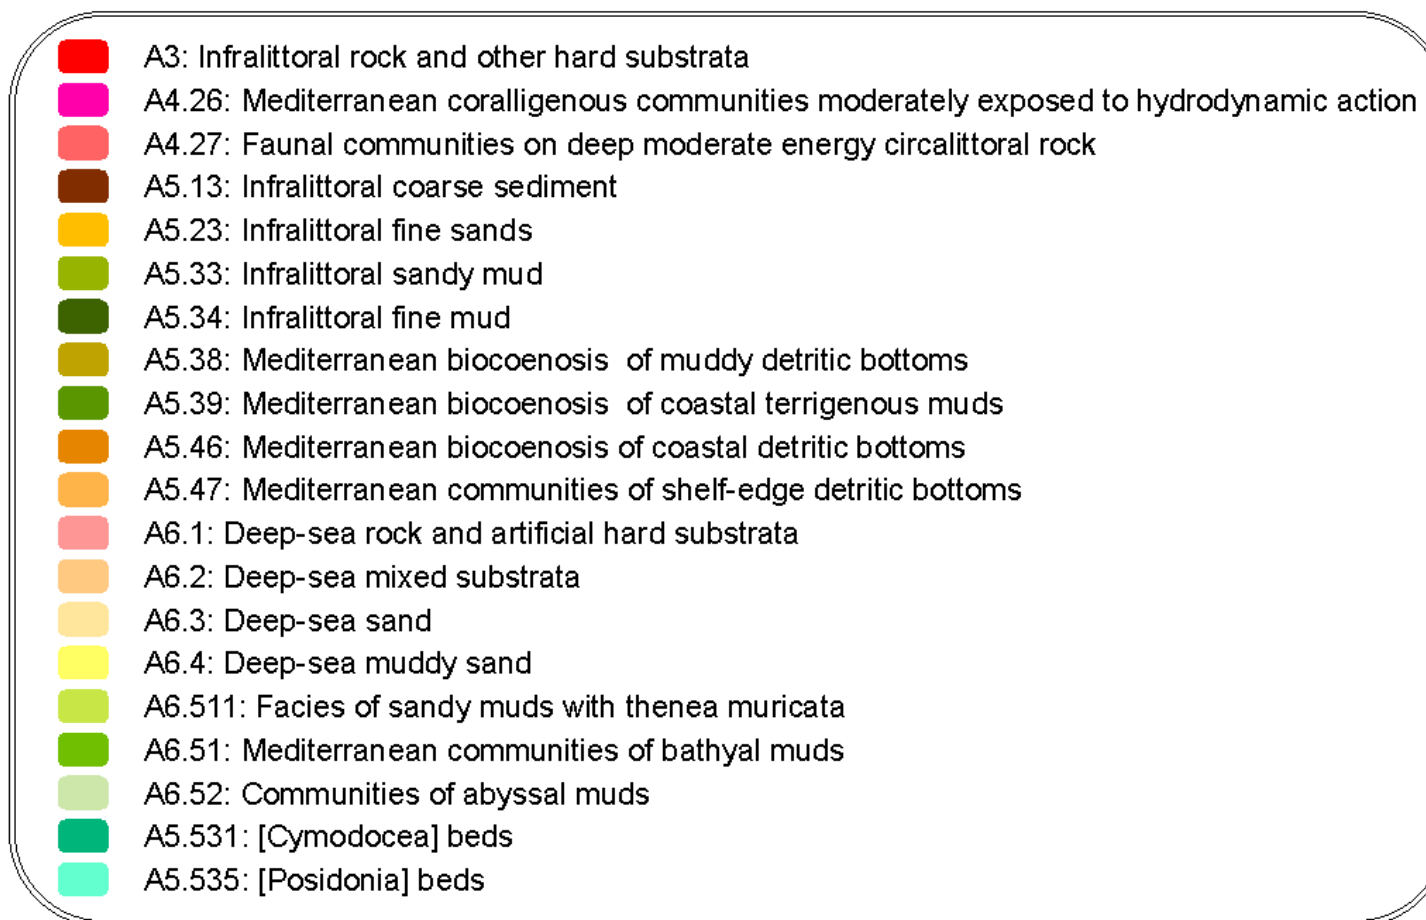 A3: Infralittoral rock and other hard substrata
A4.26: Mediterranean coralligenous communities moderately exposed to hydrodynamic action
A4.27: Faunal communities on deep moderate energy circalittoral rock
A5.13: Infralittoral coarse sediment
A5.23: Infralittoral fine sands
A5.33: Infralittoral sandy mud
A5.34: Infralittoral fine mud
A5.38: Mediterranean biocoenosis  of muddy detritic bottoms
A5.39: Mediterranean biocoenosis  of coastal terrigenous muds
A5.46: Mediterranean biocoenosis of coastal detritic bottoms
A5.47: Mediterranean communities of shelf-edge detritic bottoms
A6.1: Deep-sea rock and artificial hard substrata
A6.2: Deep-sea mixed substrata
A6.3: Deep-sea sand
A6.4: Deep-sea muddy sand
A6.511: Facies of sandy muds with thenea muricata
A6.51: Mediterranean communities of bathyal muds
A6.52: Communities of abyssal muds
A5.531: [Cymodocea] beds
A5.535: [Posidonia] beds